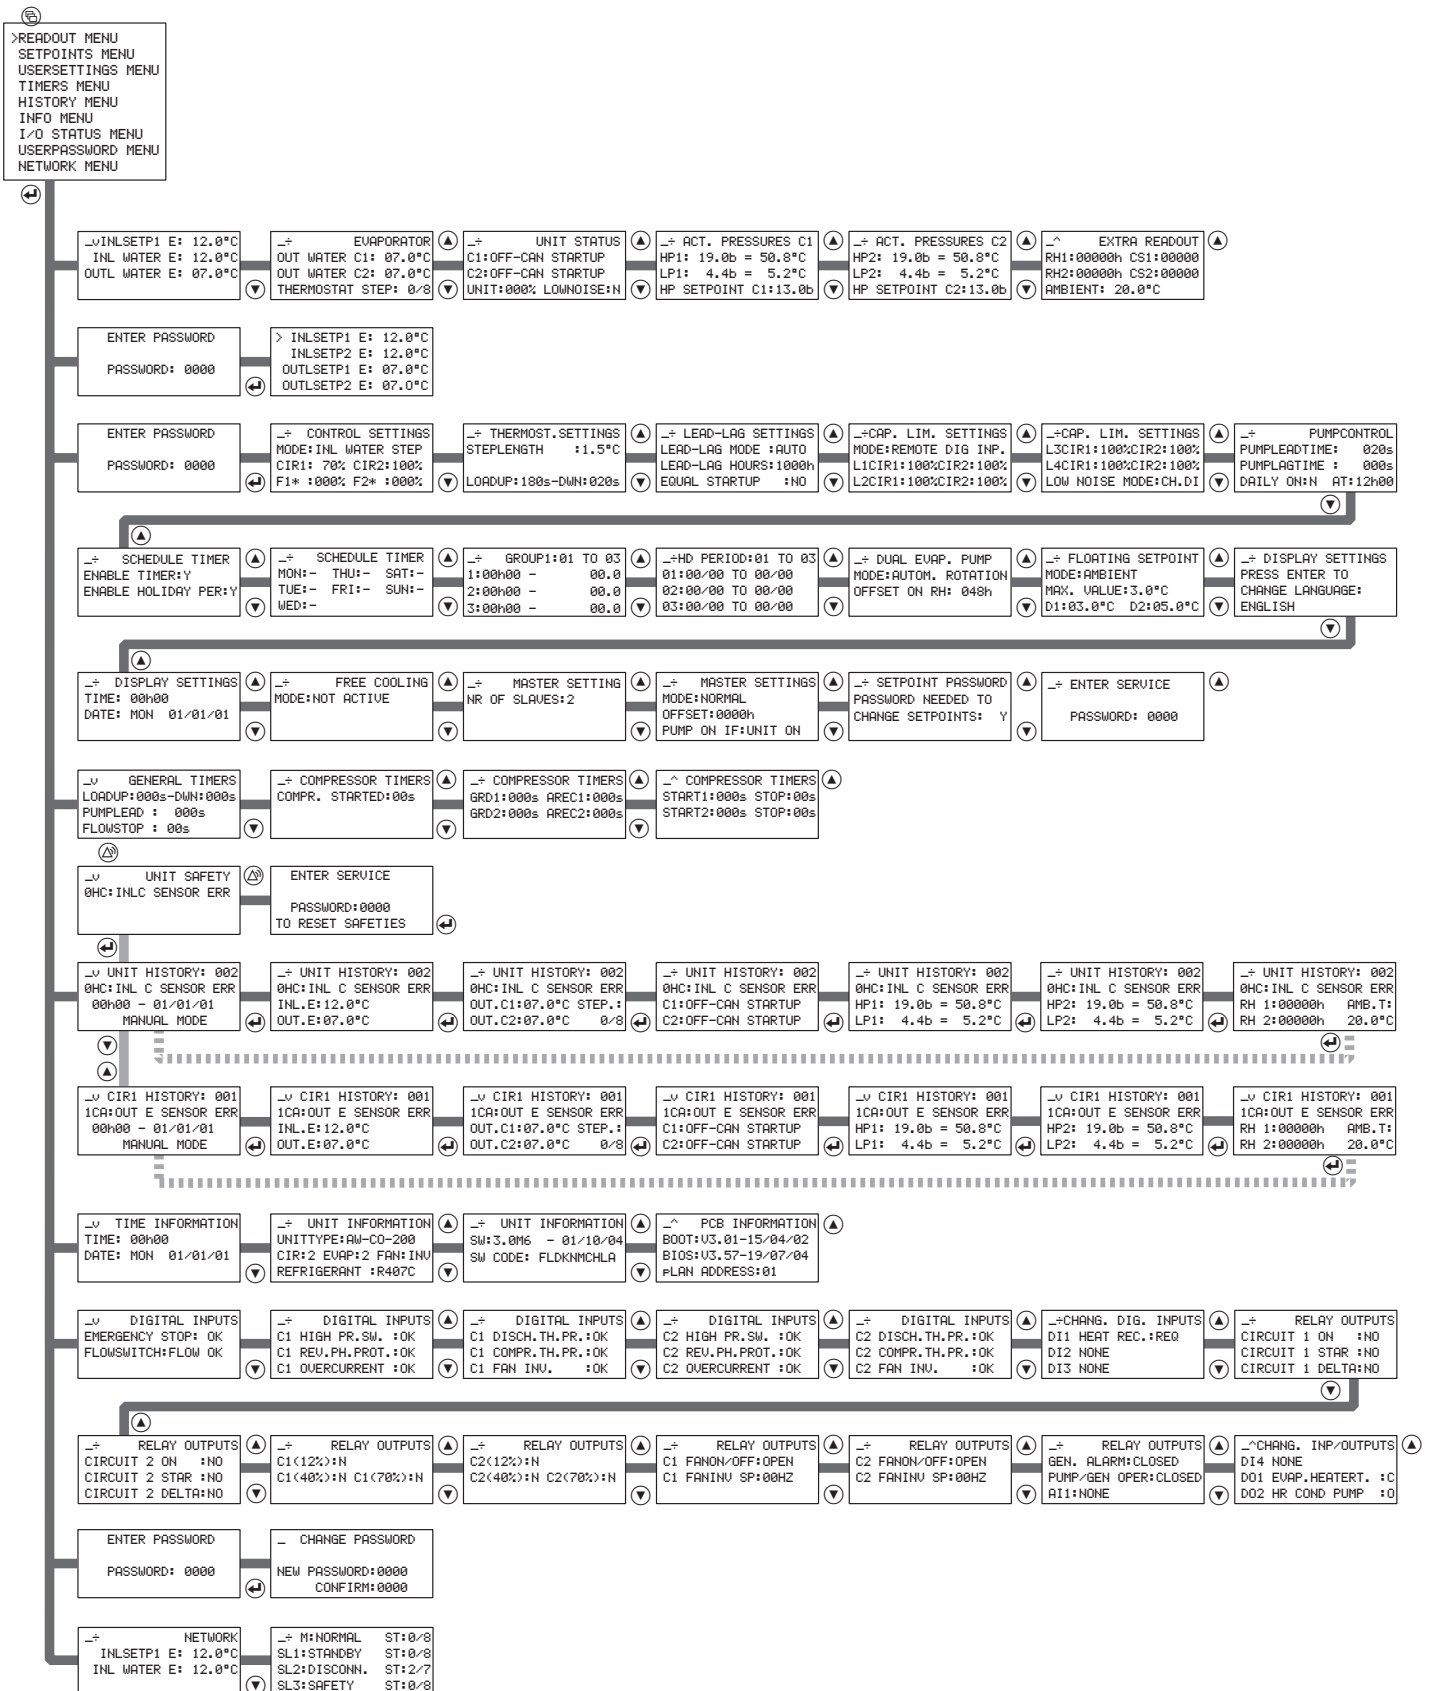 >READOUT MENU
SETPOINTS MENU
USERSETTINGS MENU
TIMERS MENU
HISTORY MENU
INFO MENU
I/O STATUS MENU
USERPASSWORD MENU
NETWORK MENU
_vINLSETP1 E: 12.0°C
INL WATER E: 12.0°C
OUTL WATER E: 07.0°C
_÷ EVAPORATOR
OUT WATER C1: 07.0°C
OUT WATER C2: 07.0°C
THERMOSTAT STEP: 0/8
_÷ UNIT STATUS
C1:OFF-CAN STARTUP
C2:OFF-CAN STARTUP
UNIT:000% LOWNOISE:N
_÷ ACT. PRESSURES C1
HP1: 19.0b = 50.8°C
LP1: 4.4b = 5.2°C
HP SETPOINT C1:13.0b
_÷ ACT. PRESSURES C2
HP2: 19.0b = 50.8°C
LP2: 4.4b = 5.2°C
HP SETPOINT C2:13.0b
_^ EXTRA READOUT
RH1:00000h CS1:00000
RH2:00000h CS2:00000
AMBIENT: 20.0°C
ENTER PASSWORD
PASSWORD: 0000
> INLSETP1 E: 12.0°C
INLSETP2 E: 12.0°C
OUTLSETP1 E: 07.0°C
OUTLSETP2 E: 07.0°C
ENTER PASSWORD
PASSWORD: 0000
_÷ CONTROL SETTINGS
MODE:INL WATER STEP
CIR1: 70% CIR2:100%
F1* :000% F2* :000%
_÷ THERMOST.SETTINGS
STEPLENGTH :1.5°C
LOADUP:180s-DWN:020s
_÷ LEAD-LAG SETTINGS
LEAD-LAG MODE :AUTO
LEAD-LAG HOURS:1000h
EQUAL STARTUP :NO
_÷CAP. LIM. SETTINGS
MODE:REMOTE DIG INP.
L1CIR1:100%CIR2:100%
L2CIR1:100%CIR2:100%
_÷CAP. LIM. SETTINGS
L3CIR1:100%CIR2:100%
L4CIR1:100%CIR2:100%
LOW NOISE MODE:CH.DI
_÷ PUMPCONTROL
PUMPLEADTIME: 020s
PUMPLAGTIME : 000s
DAILY ON:N AT:12h00
_÷ SCHEDULE TIMER
ENABLE TIMER:Y
ENABLE HOLIDAY PER:Y
_÷ SCHEDULE TIMER
MON:- THU:- SAT:-
TUE:- FRI:- SUN:-
WED:-
_÷ GROUP1:01 TO 03
1:00h00 - 00.0
2:00h00 - 00.0
3:00h00 - 00.0
_÷HD PERIOD:01 TO 03
01:00/00 TO 00/00
02:00/00 TO 00/00
03:00/00 TO 00/00
_÷ DUAL EVAP. PUMP
MODE:AUTOM. ROTATION
OFFSET ON RH: 048h
_÷ FLOATING SETPOINT
MODE:AMBIENT
MAX. VALUE:3.0°C
D1:03.0°C D2:05.0°C
_÷ DISPLAY SETTINGS
PRESS ENTER TO
CHANGE LANGUAGE:
ENGLISH
_÷ DISPLAY SETTINGS
TIME: 00h00
DATE: MON 01/01/01
_÷ FREE COOLING
MODE:NOT ACTIVE
_÷ MASTER SETTING
NR OF SLAVES:2
_÷ MASTER SETTINGS
MODE:NORMAL
OFFSET:0000h
PUMP ON IF:UNIT ON
_÷ SETPOINT PASSWORD
PASSWORD NEEDED TO
CHANGE SETPOINTS: Y
_÷ ENTER SERVICE
PASSWORD: 0000
_v GENERAL TIMERS
LOADUP:000s-DWN:000s
PUMPLEAD : 000s
FLOWSTOP : 00s
_÷ COMPRESSOR TIMERS
COMPR. STARTED:00s
_÷ COMPRESSOR TIMERS
GRD1:000s AREC1:000s
GRD2:000s AREC2:000s
_^ COMPRESSOR TIMERS
START1:000s STOP:00s
START2:000s STOP:00s
_v UNIT SAFETY
0HC:INLC SENSOR ERR
ENTER SERVICE
PASSWORD:0000
TO RESET SAFETIES
_v UNIT HISTORY: 002
0HC:INL C SENSOR ERR
00h00 - 01/01/01
MANUAL MODE
_÷ UNIT HISTORY: 002
0HC:INL C SENSOR ERR
INL.E:12.0°C
OUT.E:07.0°C
_÷ UNIT HISTORY: 002
0HC:INL C SENSOR ERR
OUT.C1:07.0°C STEP.:
OUT.C2:07.0°C 0/8
_÷ UNIT HISTORY: 002
0HC:INL C SENSOR ERR
C1:OFF-CAN STARTUP
C2:OFF-CAN STARTUP
_÷ UNIT HISTORY: 002
0HC:INL C SENSOR ERR
HP1: 19.0b = 50.8°C
LP1: 4.4b = 5.2°C
_÷ UNIT HISTORY: 002
0HC:INL C SENSOR ERR
HP2: 19.0b = 50.8°C
LP2: 4.4b = 5.2°C
_÷ UNIT HISTORY: 002
0HC:INL C SENSOR ERR
RH 1:00000h AMB.T:
RH 2:00000h 20.0°C
_v CIR1 HISTORY: 001
1CA:OUT E SENSOR ERR
00h00 - 01/01/01
MANUAL MODE
_v CIR1 HISTORY: 001
1CA:OUT E SENSOR ERR
INL.E:12.0°C
OUT.E:07.0°C
_v CIR1 HISTORY: 001
1CA:OUT E SENSOR ERR
OUT.C1:07.0°C STEP.:
OUT.C2:07.0°C 0/8
_v CIR1 HISTORY: 001
1CA:OUT E SENSOR ERR
C1:OFF-CAN STARTUP
C2:OFF-CAN STARTUP
_v CIR1 HISTORY: 001
1CA:OUT E SENSOR ERR
HP1: 19.0b = 50.8°C
LP1: 4.4b = 5.2°C
_v CIR1 HISTORY: 001
1CA:OUT E SENSOR ERR
HP2: 19.0b = 50.8°C
LP2: 4.4b = 5.2°C
_v CIR1 HISTORY: 001
1CA:OUT E SENSOR ERR
RH 1:00000h AMB.T:
RH 2:00000h 20.0°C
_v TIME INFORMATION
TIME: 00h00
DATE: MON 01/01/01
_÷ UNIT INFORMATION
UNITTYPE:AW-CO-200
CIR:2 EVAP:2 FAN:INV
REFRIGERANT :R407C
_÷ UNIT INFORMATION
SW:3.0M6 - 01/10/04
SW CODE: FLDKNMCHLA
_^ PCB INFORMATION
BOOT:V3.01-15/04/02
BIOS:V3.57-19/07/04
pLAN ADDRESS:01
_v DIGITAL INPUTS
EMERGENCY STOP: OK
FLOWSWITCH:FLOW OK
_÷ DIGITAL INPUTS
C1 HIGH PR.SW. :OK
C1 REV.PH.PROT.:OK
C1 OVERCURRENT :OK
_÷ DIGITAL INPUTS
C1 DISCH.TH.PR.:OK
C1 COMPR.TH.PR.:OK
C1 FAN INV. :OK
_÷ DIGITAL INPUTS
C2 HIGH PR.SW. :OK
C2 REV.PH.PROT.:OK
C2 OVERCURRENT :OK
_÷ DIGITAL INPUTS
C2 DISCH.TH.PR.:OK
C2 COMPR.TH.PR.:OK
C2 FAN INV. :OK
_÷CHANG. DIG. INPUTS
DI1 HEAT REC.:REQ
DI2 NONE
DI3 NONE
_÷ RELAY OUTPUTS
CIRCUIT 1 ON :NO
CIRCUIT 1 STAR :NO
CIRCUIT 1 DELTA:NO
_÷ RELAY OUTPUTS
CIRCUIT 2 ON :NO
CIRCUIT 2 STAR :NO
CIRCUIT 2 DELTA:NO
_÷ RELAY OUTPUTS
C1(12%):N
C1(40%):N C1(70%):N
_÷ RELAY OUTPUTS
C2(12%):N
C2(40%):N C2(70%):N
_÷ RELAY OUTPUTS
C1 FANON/OFF:OPEN
C1 FANINV SP:00HZ
_÷ RELAY OUTPUTS
C2 FANON/OFF:OPEN
C2 FANINV SP:00HZ
_÷ RELAY OUTPUTS
GEN. ALARM:CLOSED
PUMP/GEN OPER:CLOSED
AI1:NONE
_^CHANG. INP/OUTPUTS
DI4 NONE
DO1 EVAP.HEATERT. :C
DO2 HR COND PUMP :O
ENTER PASSWORD
PASSWORD: 0000
_ CHANGE PASSWORD
NEW PASSWORD:0000
CONFIRM:0000
_÷ NETWORK
INLSETP1 E: 12.0°C
INL WATER E: 12.0°C
_÷ M:NORMAL ST:0/8
SL1:STANDBY ST:0/8
SL2:DISCONN. ST:2/7
SL3:SAFETY ST:0/8